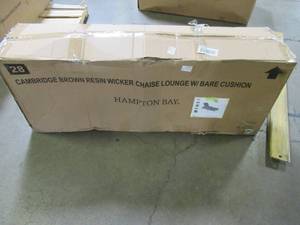 28
CAMBRIDGE BROWN RESIN WICKER CHAISE LOUNGE W/ BARE CUSHION
HAMPTON BAY